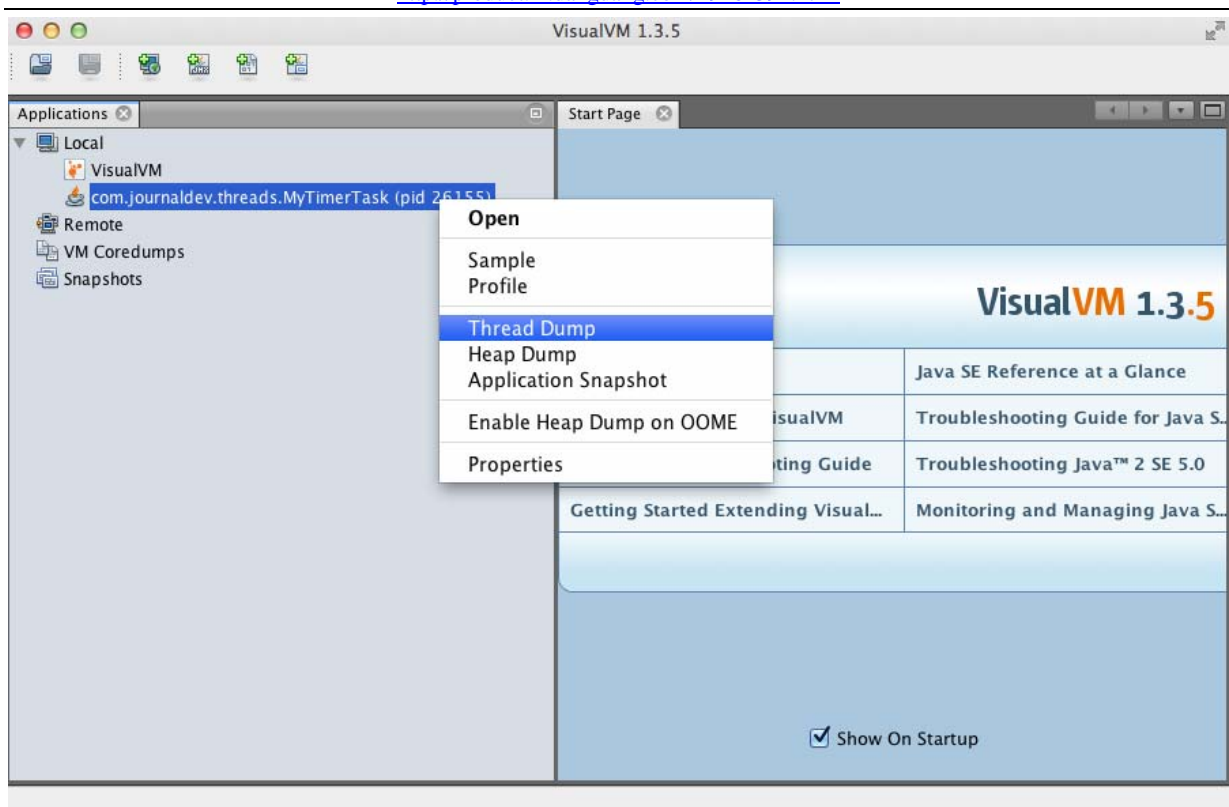 VisualVM 1.3.5
Applications
Start Page
Local
VisualVM
com.journaldev.threads.MyTimerTask (pid 26155)
Remote
VM Coredumps
Snapshots
Open
Sample
Profile
Thread Dump
Heap Dump
Application Snapshot
Enable Heap Dump on OOME
Properties
VisualVM 1.3.5
Java SE Reference at a Glance
isualVM
Troubleshooting Guide for Java S...
ting Guide
Troubleshooting Java™ 2 SE 5.0
Getting Started Extending Visual...
Monitoring and Managing Java S...
Show On Startup